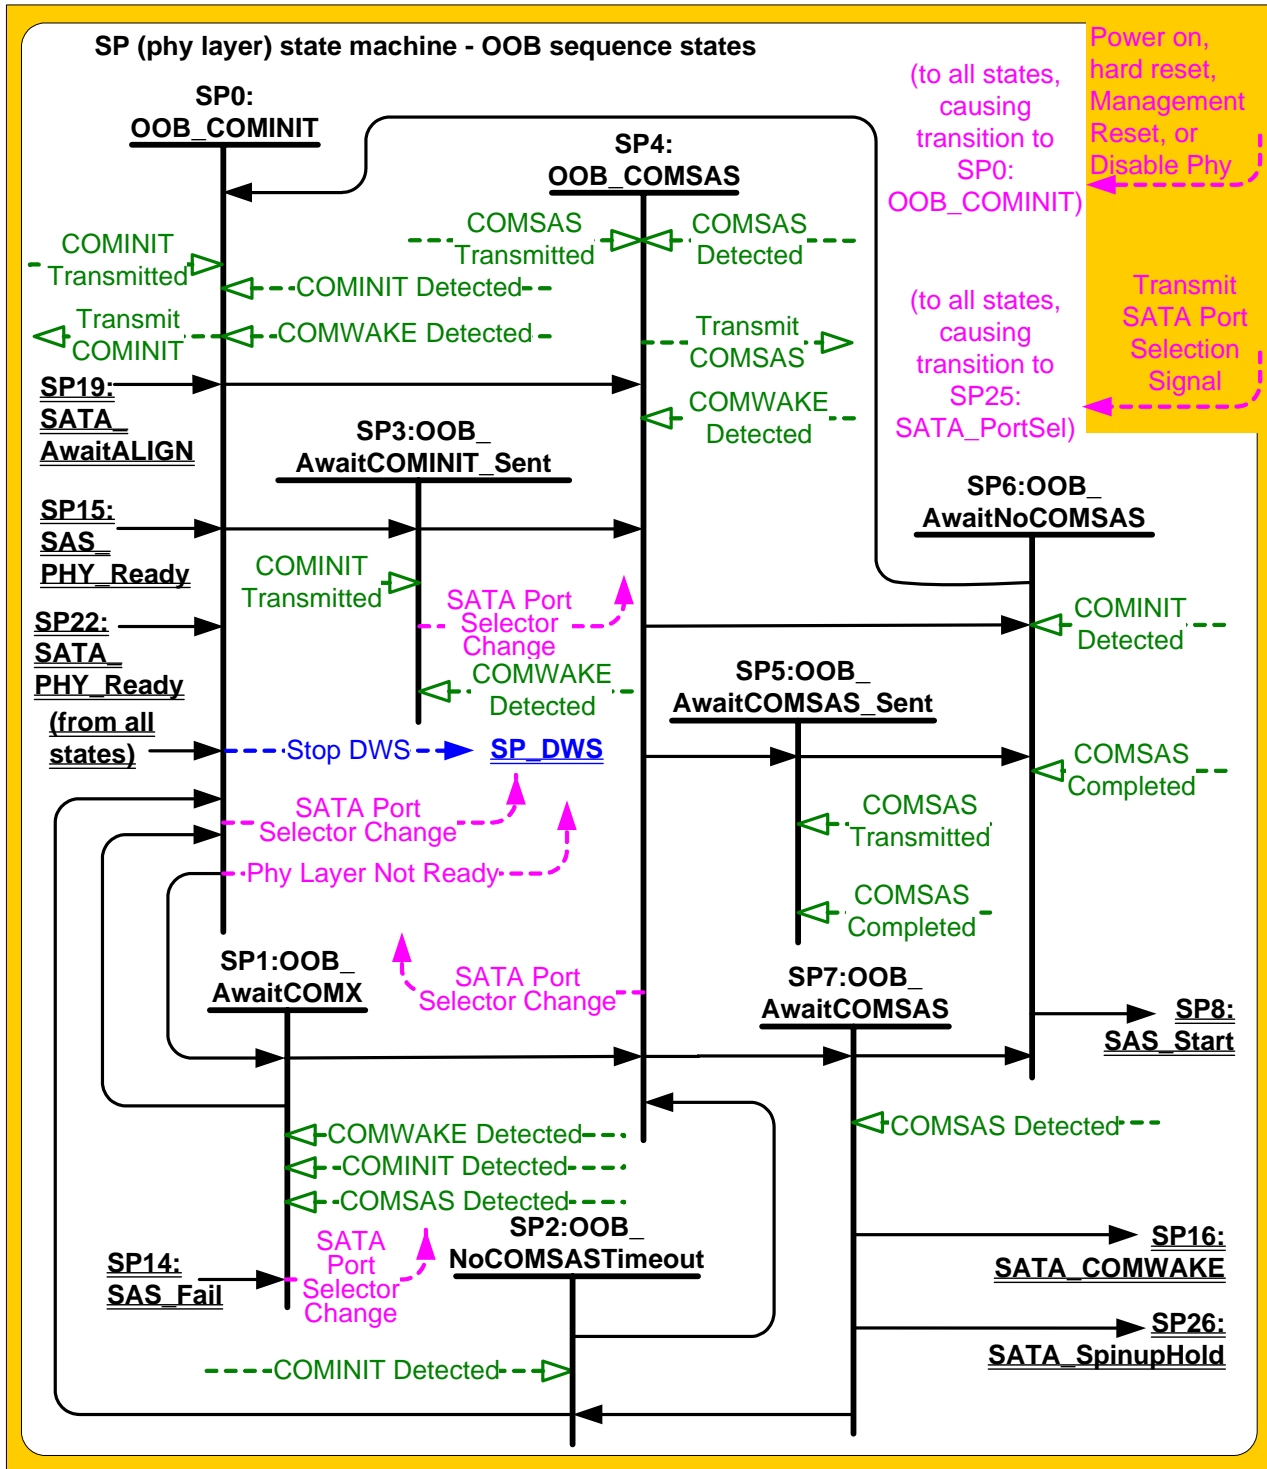 SP (phy layer) state machine - OOB sequence states
Power on,
hard reset,
Management
Reset, or
Disable Phy
(to all states,
causing
transition to
SP0:
OOB_COMINIT)
SP0:
OOB_COMINIT
SP4:
OOB_COMSAS
COMINIT
Transmitted
COMINIT Detected
Transmit
COMINIT
COMWAKE Detected
COMSAS
Transmitted
COMSAS
Detected
Transmit
COMSAS
COMWAKE
Detected
(to all states,
causing
transition to
SP25:
SATA_PortSel)
Transmit
SATA Port
Selection
Signal
SP19:
SATA_
AwaitALIGN
SP3:OOB_
AwaitCOMINIT_Sent
SP6:OOB_
AwaitNoCOMSAS
SP15:
SAS_
PHY_Ready
COMINIT
Transmitted
SATA Port
Selector
Change
COMWAKE
Detected
COMINIT
Detected
SP22:
SATA_
PHY_Ready
(from all
states)
Stop DWS
SP_DWS
SP5:OOB_
AwaitCOMSAS_Sent
COMSAS
Completed
SATA Port
Selector Change
Phy Layer Not Ready
COMSAS
Transmitted
COMSAS
Completed
SP1:OOB_
AwaitCOMX
SATA Port
Selector Change
SP7:OOB_
AwaitCOMSAS
SP8:
SAS_Start
COMWAKE Detected
COMINIT Detected
COMSAS Detected
COMSAS Detected
SP14:
SAS_Fail
SATA
Port
Selector
Change
SP2:OOB_
NoCOMSASTimeout
SP16:
SATA_COMWAKE
SP26:
SATA_SpinupHold
COMINIT Detected